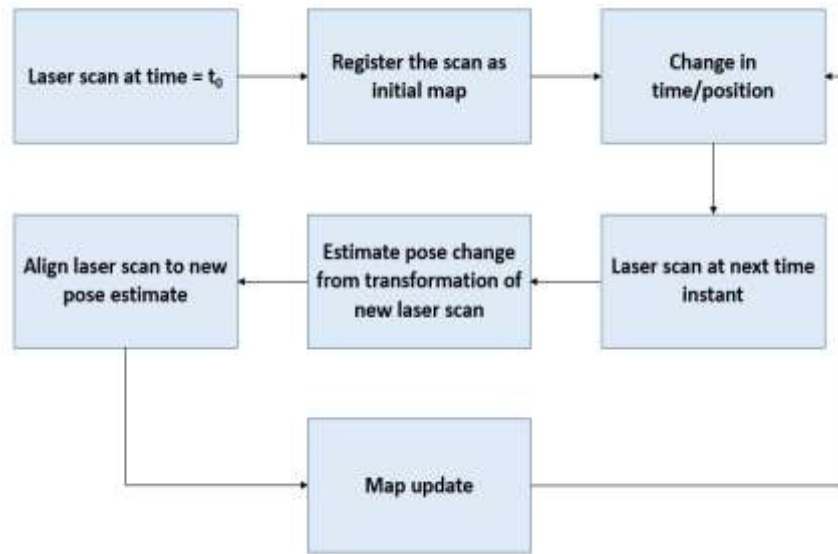 Laser scan at time = t₀
Register the scan as
initial map
Change in
time/position
Align laser scan to new
pose estimate
Estimate pose change
from transformation of
new laser scan
Laser scan at next time
instant
Map update